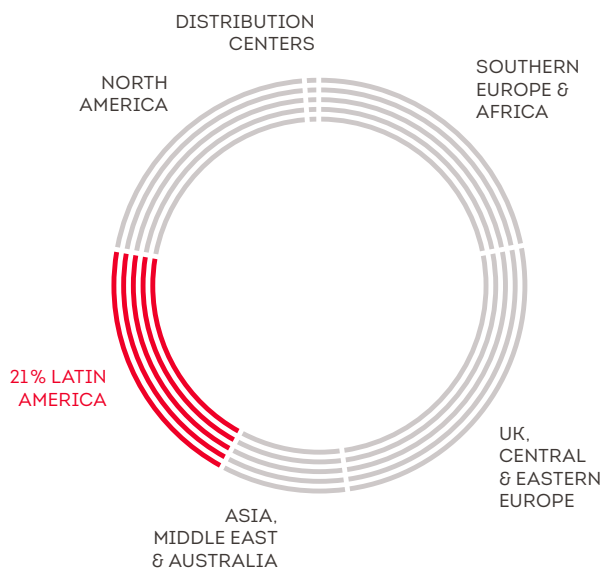 DISTRIBUTION
CENTERS
SOUTHERN
EUROPE &
AFRICA
NORTH
AMERICA
21% LATIN
AMERICA
UK,
CENTRAL
& EASTERN
EUROPE
ASIA,
MIDDLE EAST
& AUSTRALIA